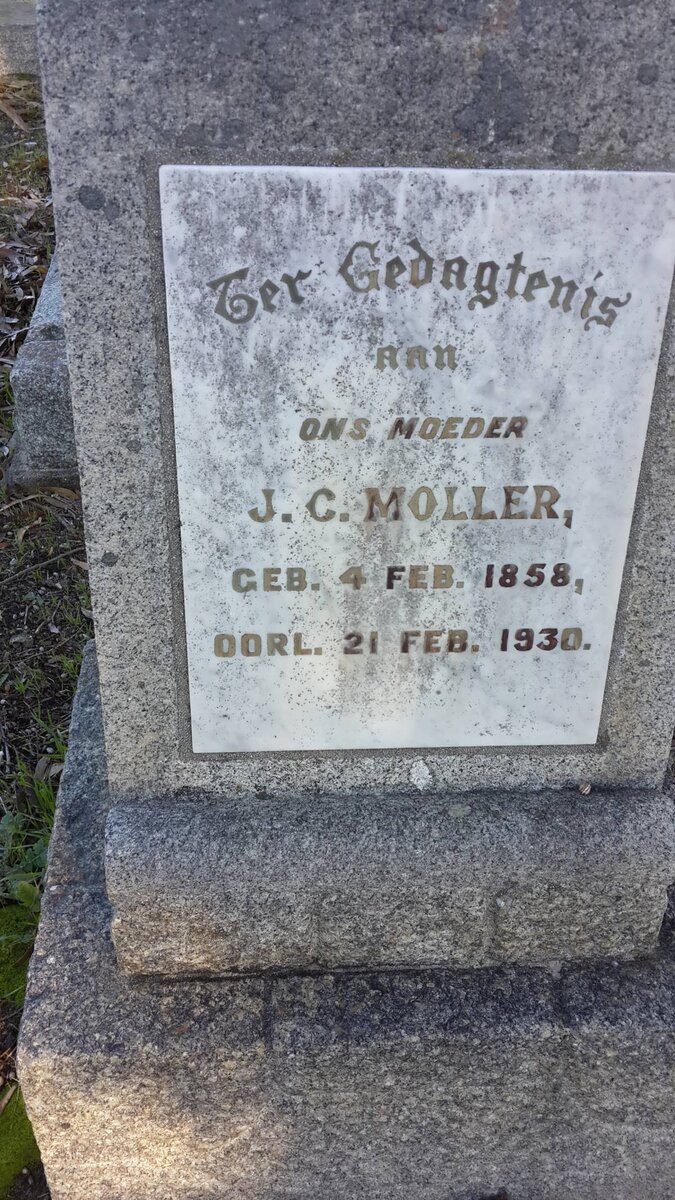 Ter Gedagtenis
aan
ONS MOEDER
J. C. MOLLER,
GEB. 4 FEB. 1858,
OORL. 21 FEB. 1930.